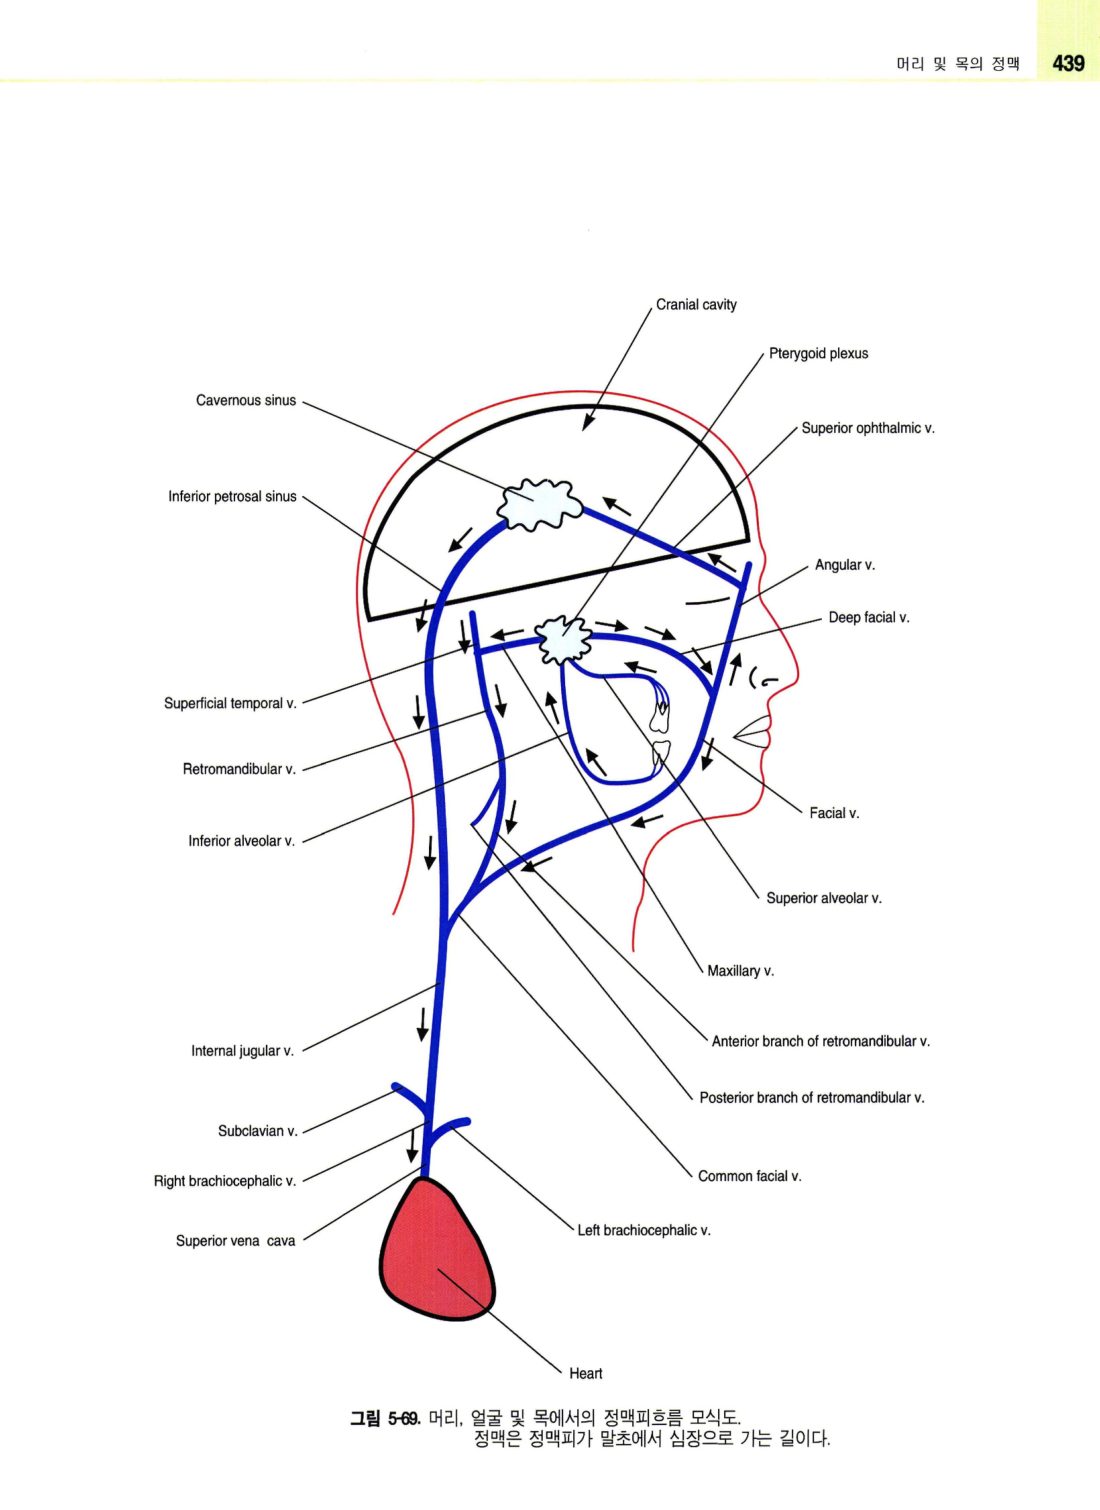 머리 및 목의 정맥 439
Cranial cavity
Pterygoid plexus
Cavernous sinus
Superior ophthalmic v.
Inferior petrosal sinus
Angular v.
Deep facial v.
Superficial temporal v.
Retromandibular v.
Facial v.
Inferior alveolar v.
Superior alveolar v.
Maxillary v.
Anterior branch of retromandibular v.
Internal jugular v.
Posterior branch of retromandibular v.
Subclavian v.
Right brachiocephalic v.
Common facial v.
Left brachiocephalic v.
Superior vena cava
Heart
그림 5-69. 머리, 얼굴 및 목에서의 정맥피흐름 모식도.
정맥은 정맥피가 말초에서 심장으로 가는 길이다.